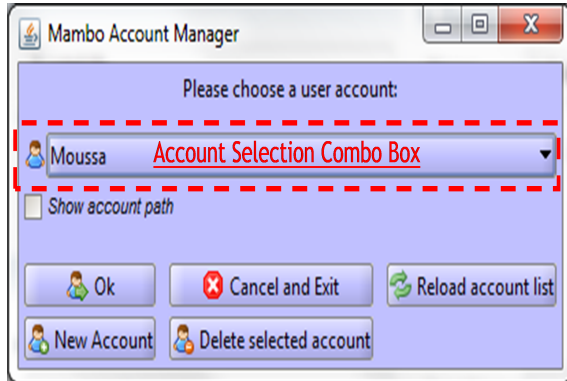 Mambo Account Manager
Please choose a user account:
Moussa Account Selection Combo Box
Show account path
Ok Cancel and Exit Reload account list
New Account Delete selected account